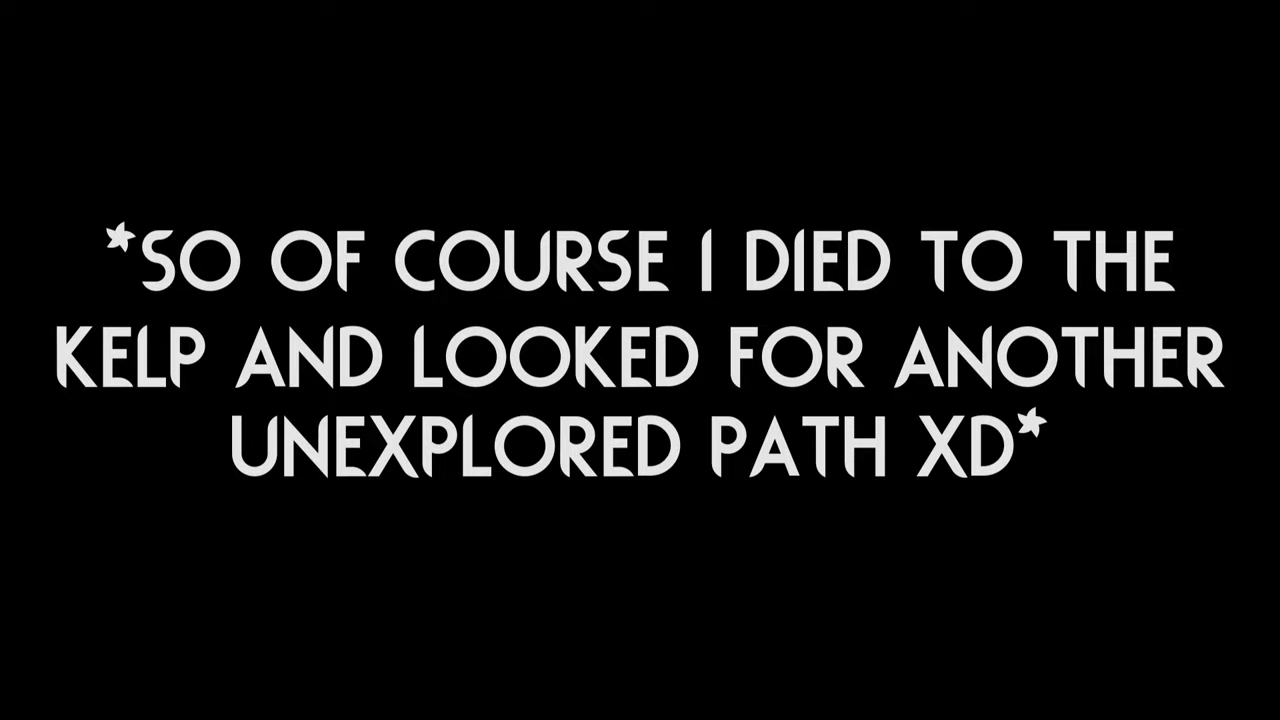 *SO OF COURSE I DIED TO THE
KELP AND LOOKED FOR ANOTHER
UNEXPLORED PATH XD*